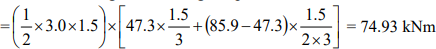 =(1/2×3.0×1.5)×[47.3×1.5/3+(85.9−47.3)×1.5/(2×3)] = 74.93 kNm